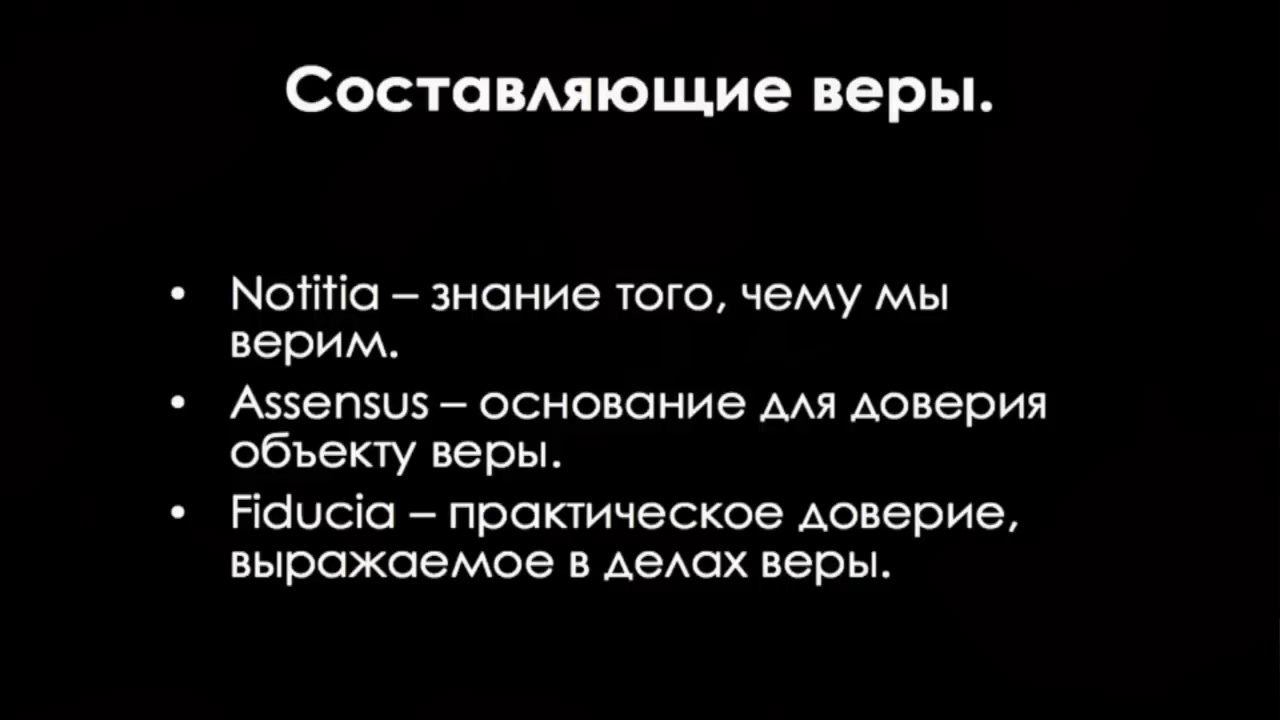 Составляющие веры.
• Notitia – знание того, чему мы
верим.
• Assensus – основание для доверия
объекту веры.
• Fiducia – практическое доверие,
выражаемое в делах веры.